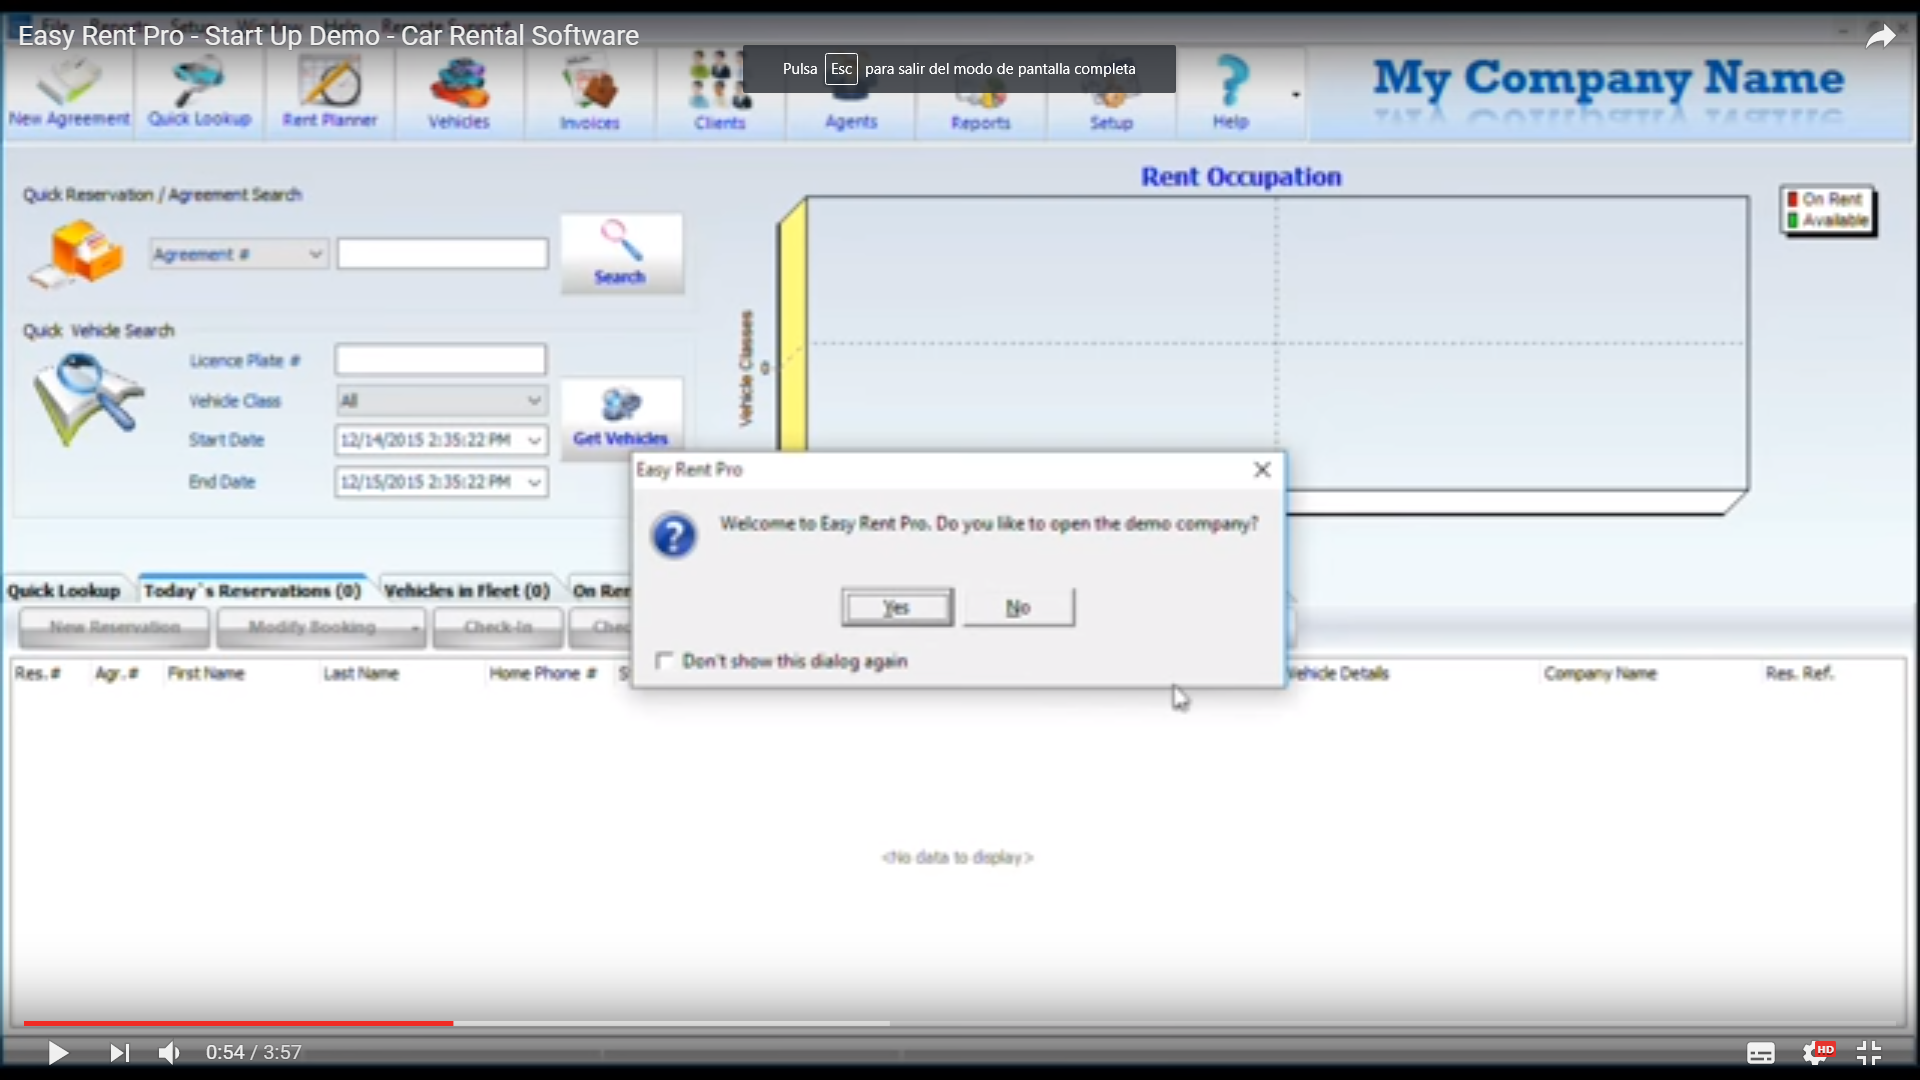 File Reports Setup Window Help Remote Support
Easy Rent Pro - Start Up Demo - Car Rental Software
Pulsa Esc para salir del modo de pantalla completa
My Company Name
New Agreement Quick Lookup Rent Planner Vehicles Invoices Clients Agents Reports Setup Help
Rent Occupation
Quick Reservation / Agreement Search
On Rent
Available
Agreement #
Search
Quick Vehicle Search
Licence Plate #
Vehicle Classes
0
Vehicle Class All
Start Date 12/14/2015 2:35:22 PM
Get Vehicles
End Date 12/15/2015 2:35:22 PM
Easy Rent Pro
Welcome to Easy Rent Pro. Do you like to open the demo company?
Yes No
Don't show this dialog again
Quick Lookup Today`s Reservations (0) Vehicles in Fleet (0) On Ren
New Reservation Modify Booking Check-In Chec
Res. # Agr. # First Name Last Name Home Phone # S Vehicle Details Company Name Res. Ref.
<No data to display>
0:54 / 3:57
HD